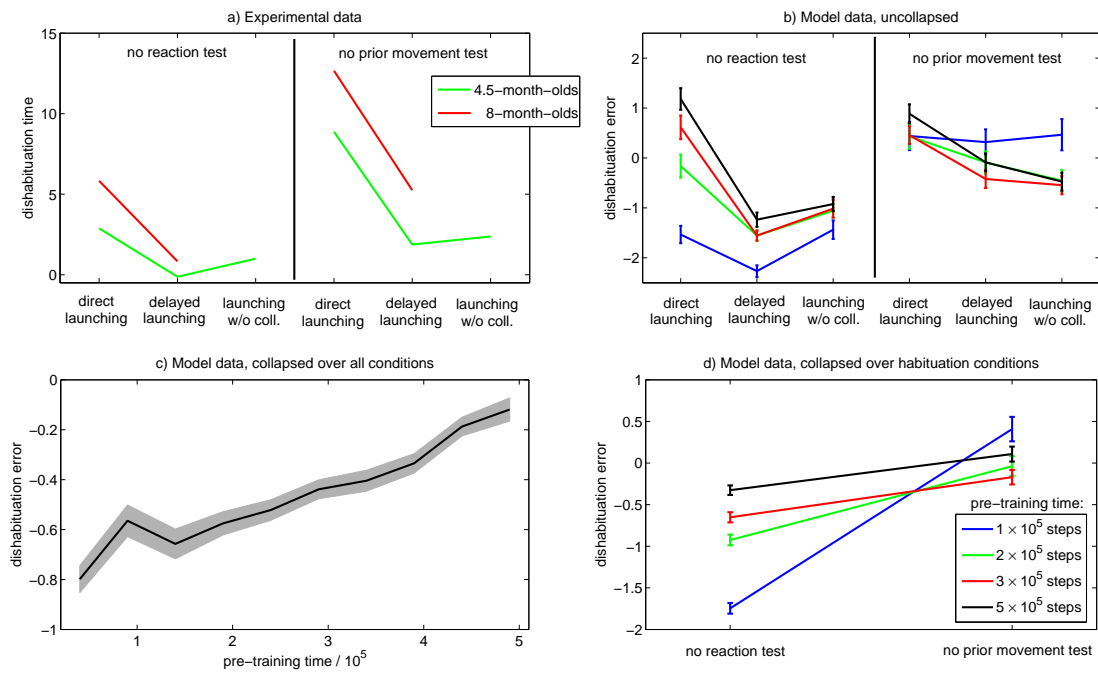 a) Experimental data
15
10
5
0
dishabituation time
no reaction test
no prior movement test
4.5−month−olds
8−month−olds
direct launching
delayed launching
launching w/o coll.
direct launching
delayed launching
launching w/o coll.
b) Model data, uncollapsed
2
1
0
−1
−2
dishabituation error
no reaction test
no prior movement test
direct launching
delayed launching
launching w/o coll.
direct launching
delayed launching
launching w/o coll.
c) Model data, collapsed over all conditions
0
−0.2
−0.4
−0.6
−0.8
−1
dishabituation error
1 2 3 4 5
pre−training time / 10^5
d) Model data, collapsed over habituation conditions
1
0.5
0
−0.5
−1
−1.5
−2
dishabituation error
pre−training time:
1 × 10^5 steps
2 × 10^5 steps
3 × 10^5 steps
5 × 10^5 steps
no reaction test
no prior movement test